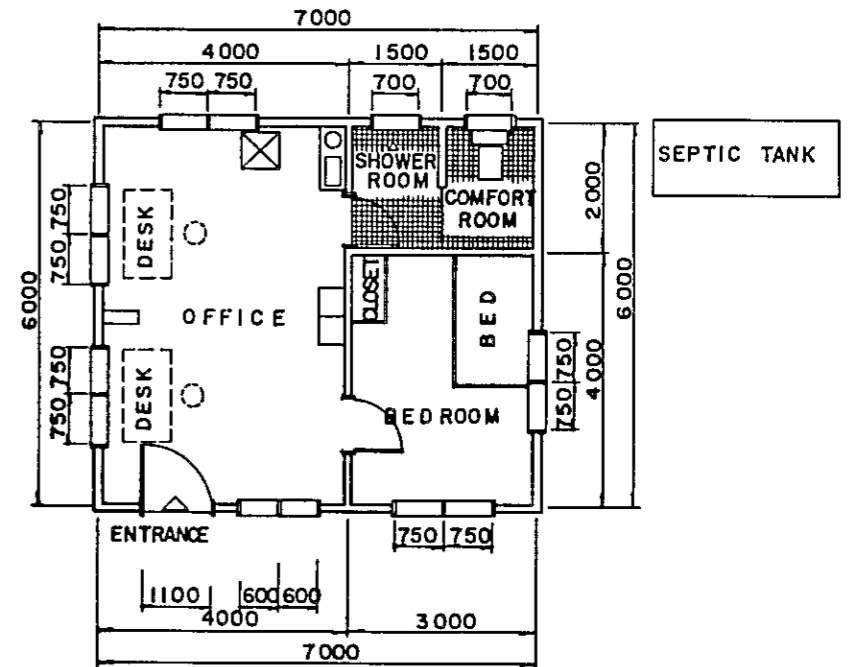 7000
4000 1500 1500
750 750 700 700
SHOWER
ROOM
COMFORT
ROOM
SEPTIC TANK
2000
750
750
DESK
6000
OFFICE
CLOSET
BED
6000
4000
750
750
750
750
DESK
BEDROOM
ENTRANCE
750 750
1100 600 600
4000 3000
7000